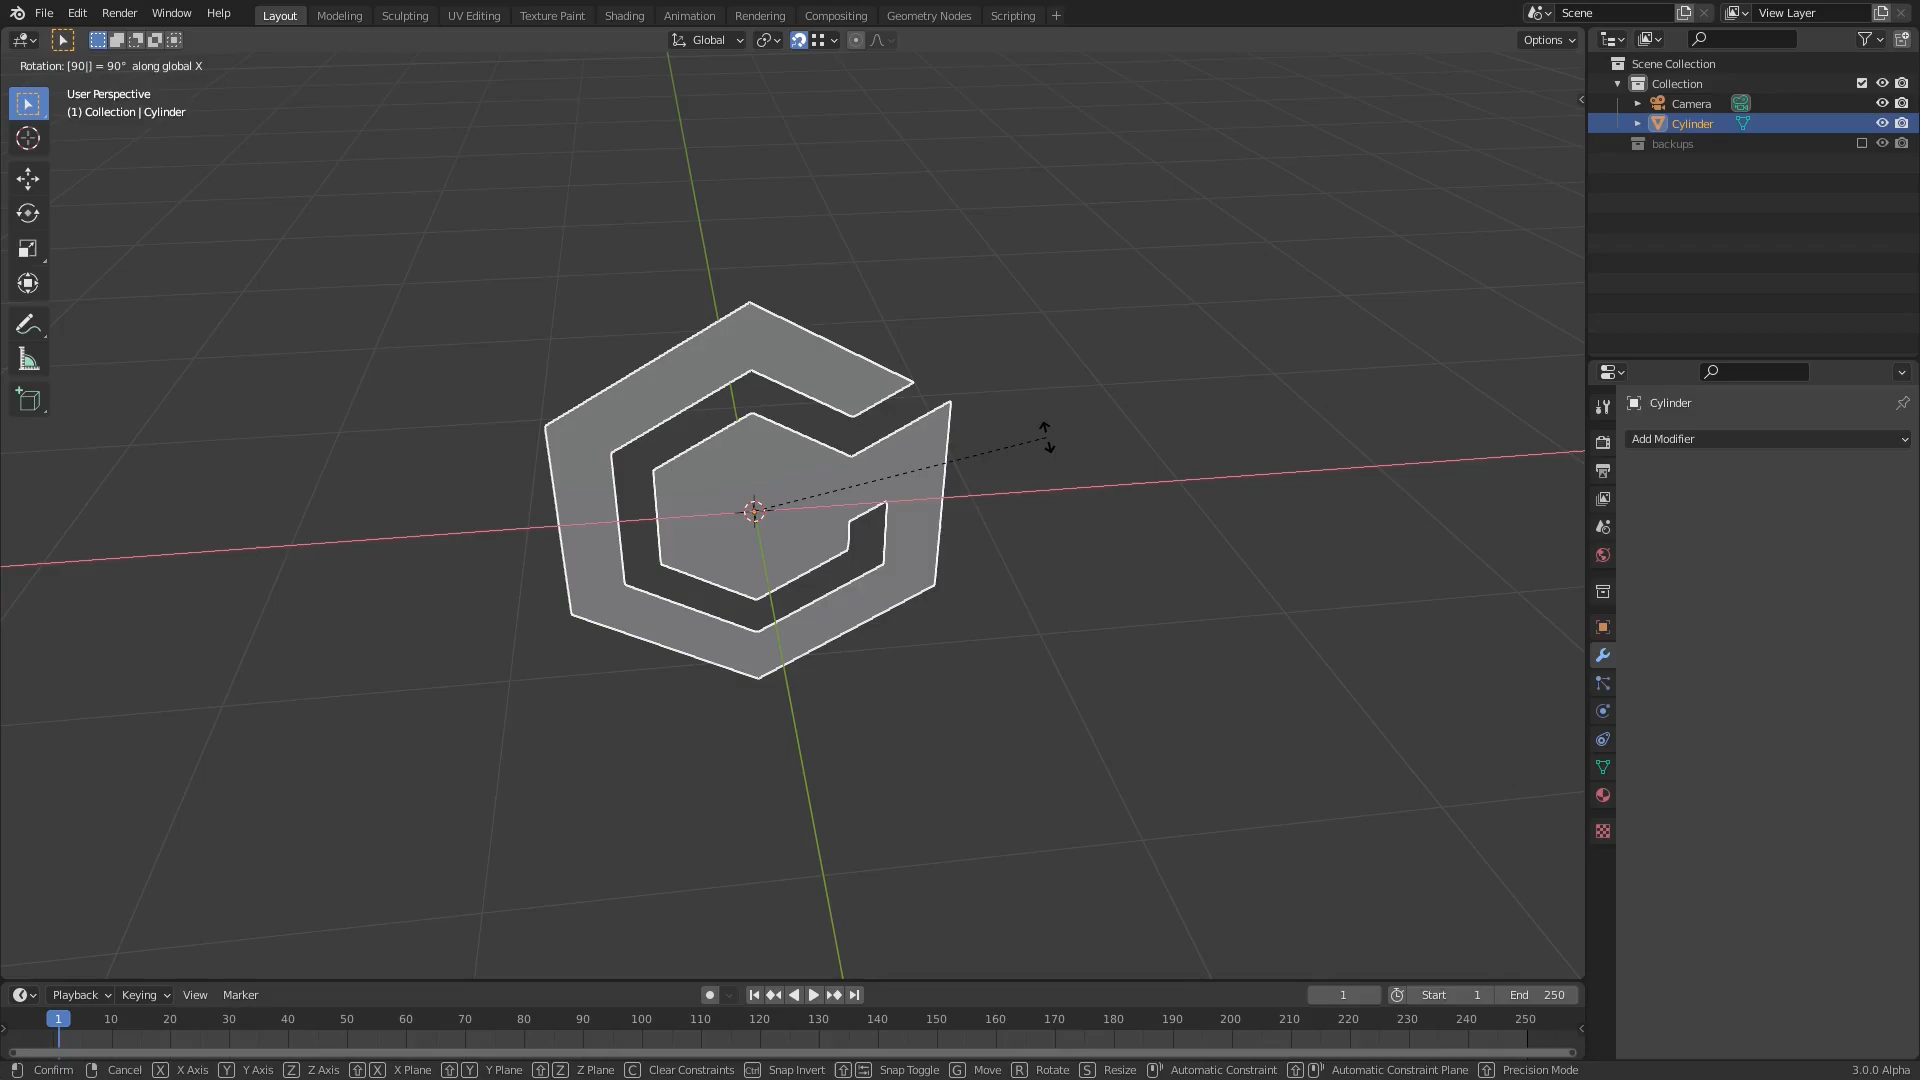 File Edit Render Window Help Layout Modeling Sculpting UV Editing Texture Paint Shading Animation Rendering Compositing Geometry Nodes Scripting + Scene View Layer
Global Options
Rotation: [90|] = 90° along global X
User Perspective
(1) Collection | Cylinder
Scene Collection
Collection
Camera
Cylinder
backups
Cylinder
Add Modifier
Playback Keying View Marker 1 Start 1 End 250
1 10 20 30 40 50 60 70 80 90 100 110 120 130 140 150 160 170 180 190 200 210 220 230 240 250
Confirm Cancel X X Axis Y Y Axis Z Z Axis X X Plane Y Y Plane Z Z Plane C Clear Constraints Ctrl Snap Invert Snap Toggle G Move R Rotate S Resize Automatic Constraint Automatic Constraint Plane Precision Mode 3.0.0 Alpha